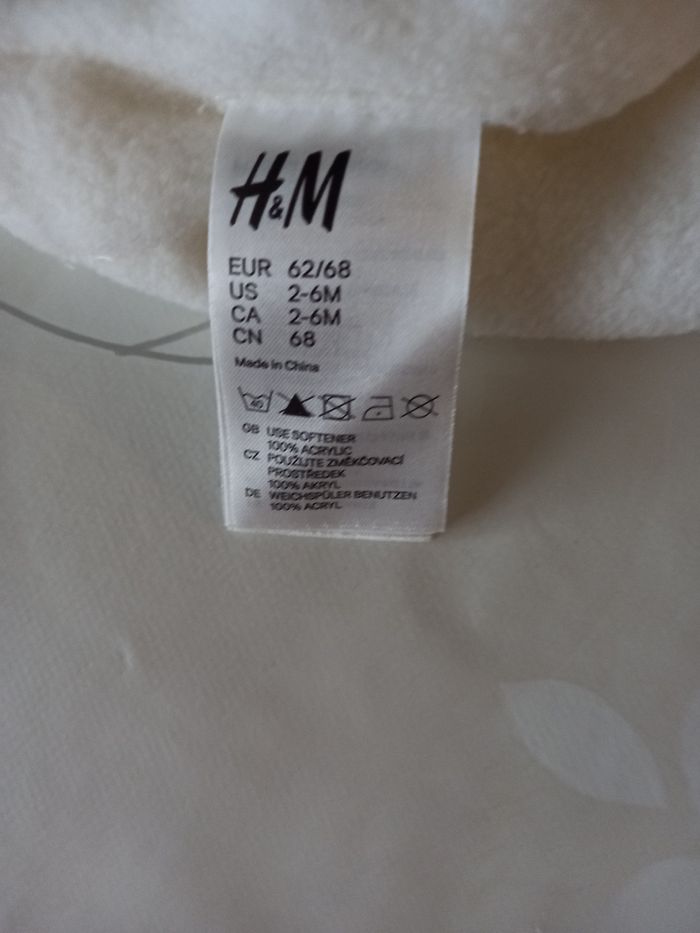 H&M
EUR 62/68
US 2-6M
CA 2-6M
CN 68
Made in China
40
GB USE SOFTENER
100% ACRYLIC
CZ POUŽIJTE ZMĚKČOVACÍ
PROSTŘEDEK
100% AKRYL
DE WEICHSPÜLER BENUTZEN
100% ACRYL